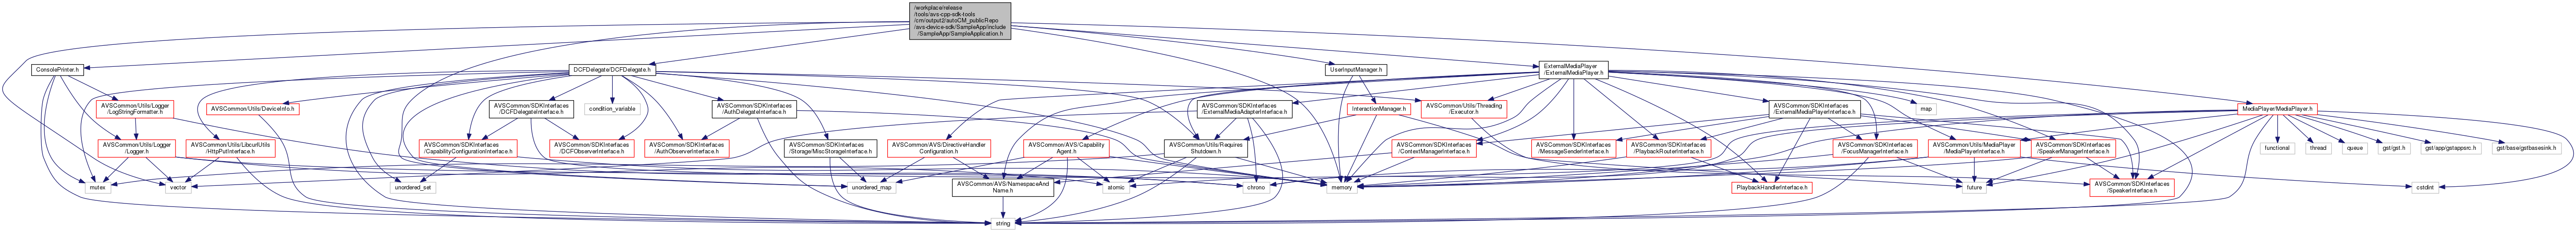 /workplace/release
/tools/avs-cpp-sdk-tools
/cm/output2/autoCM_publicRepo
/avs-device-sdk/SampleApp/include
/SampleApp/SampleApplication.h
ConsolePrinter.h
DCFDelegate/DCFDelegate.h
UserInputManager.h
ExternalMediaPlayer
/ExternalMediaPlayer.h
AVSCommon/Utils/Logger
/LogStringFormatter.h
AVSCommon/Utils/DeviceInfo.h
AVSCommon/SDKInterfaces
/DCFDelegateInterface.h
condition_variable
AVSCommon/SDKInterfaces
/AuthDelegateInterface.h
AVSCommon/SDKInterfaces
/ExternalMediaAdapterInterface.h
InteractionManager.h
AVSCommon/Utils/Threading
/Executor.h
AVSCommon/SDKInterfaces
/ExternalMediaPlayerInterface.h
map
MediaPlayer/MediaPlayer.h
AVSCommon/Utils/Logger
/Logger.h
AVSCommon/Utils/LibcurlUtils
/HttpPutInterface.h
AVSCommon/SDKInterfaces
/CapabilityConfigurationInterface.h
AVSCommon/SDKInterfaces
/DCFObserverInterface.h
AVSCommon/SDKInterfaces
/AuthObserverInterface.h
AVSCommon/SDKInterfaces
/Storage/MiscStorageInterface.h
AVSCommon/AVS/DirectiveHandler
Configuration.h
AVSCommon/AVS/Capability
Agent.h
AVSCommon/Utils/Requires
Shutdown.h
AVSCommon/SDKInterfaces
/ContextManagerInterface.h
AVSCommon/SDKInterfaces
/MessageSenderInterface.h
AVSCommon/SDKInterfaces
/PlaybackRouterInterface.h
AVSCommon/SDKInterfaces
/FocusManagerInterface.h
AVSCommon/Utils/MediaPlayer
/MediaPlayerInterface.h
AVSCommon/SDKInterfaces
/SpeakerManagerInterface.h
functional
thread
queue
gst/gst.h
gst/app/gstappsrc.h
gst/base/gstbasesink.h
mutex
vector
unordered_set
unordered_map
AVSCommon/AVS/NamespaceAnd
Name.h
atomic
chrono
memory
PlaybackHandlerInterface.h
future
AVSCommon/SDKInterfaces
/SpeakerInterface.h
cstdint
string